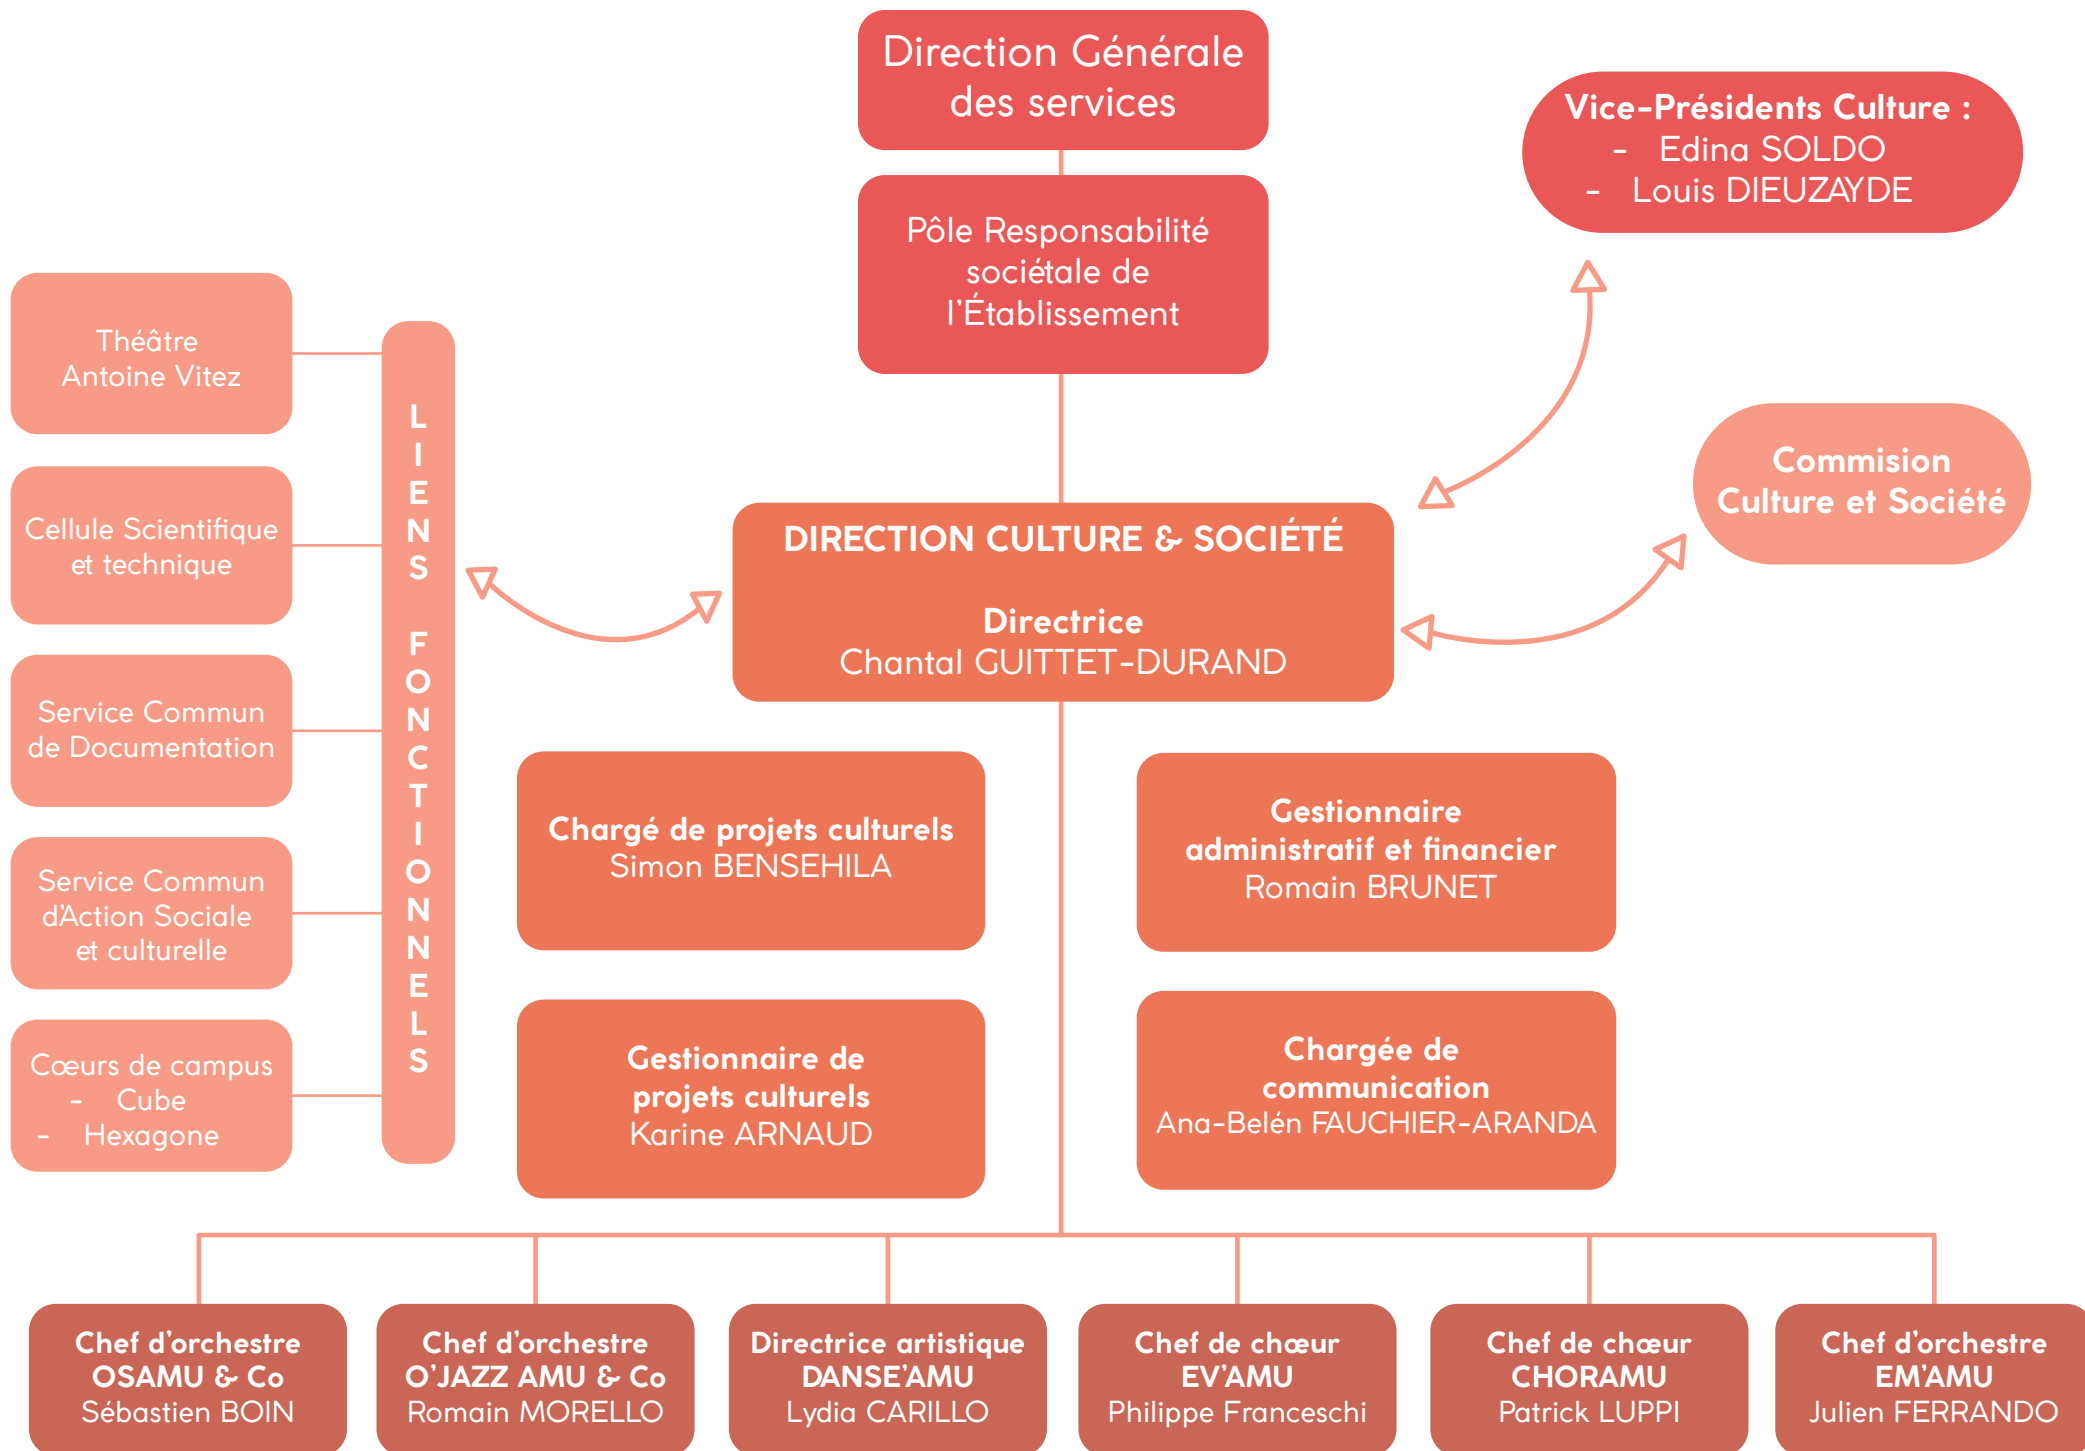 Direction Générale
des services
Vice-Présidents Culture :
- Edina SOLDO
- Louis DIEUZAYDE
Pôle Responsabilité
sociétale de
l'Établissement
Théâtre
Antoine Vitez
Cellule Scientifique
et technique
Service Commun
de Documentation
Service Commun
d'Action Sociale
et culturelle
Cœurs de campus
- Cube
- Hexagone
LIENS FONCTIONNELS
Commision
Culture et Société
DIRECTION CULTURE & SOCIÉTÉ
Directrice
Chantal GUITTET-DURAND
Chargé de projets culturels
Simon BENSEHILA
Gestionnaire
administratif et financier
Romain BRUNET
Gestionnaire de
projets culturels
Karine ARNAUD
Chargée de
communication
Ana-Belén FAUCHIER-ARANDA
Chef d'orchestre
OSAMU & Co
Sébastien BOIN
Chef d'orchestre
O'JAZZ AMU & Co
Romain MORELLO
Directrice artistique
DANSE'AMU
Lydia CARILLO
Chef de chœur
EV'AMU
Philippe Franceschi
Chef de chœur
CHORAMU
Patrick LUPPI
Chef d'orchestre
EM'AMU
Julien FERRANDO